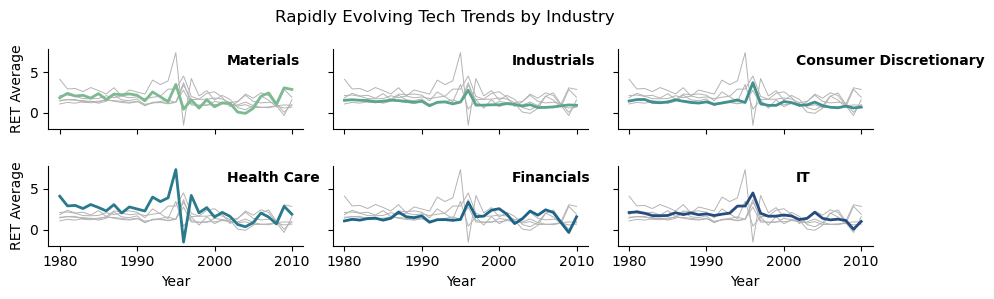 Rapidly Evolving Tech Trends by Industry
RET Average
5
0
Materials
Industrials
Consumer Discretionary
RET Average
5
0
Health Care
Financials
IT
1980 1990 2000 2010
1980 1990 2000 2010
1980 1990 2000 2010
Year
Year
Year